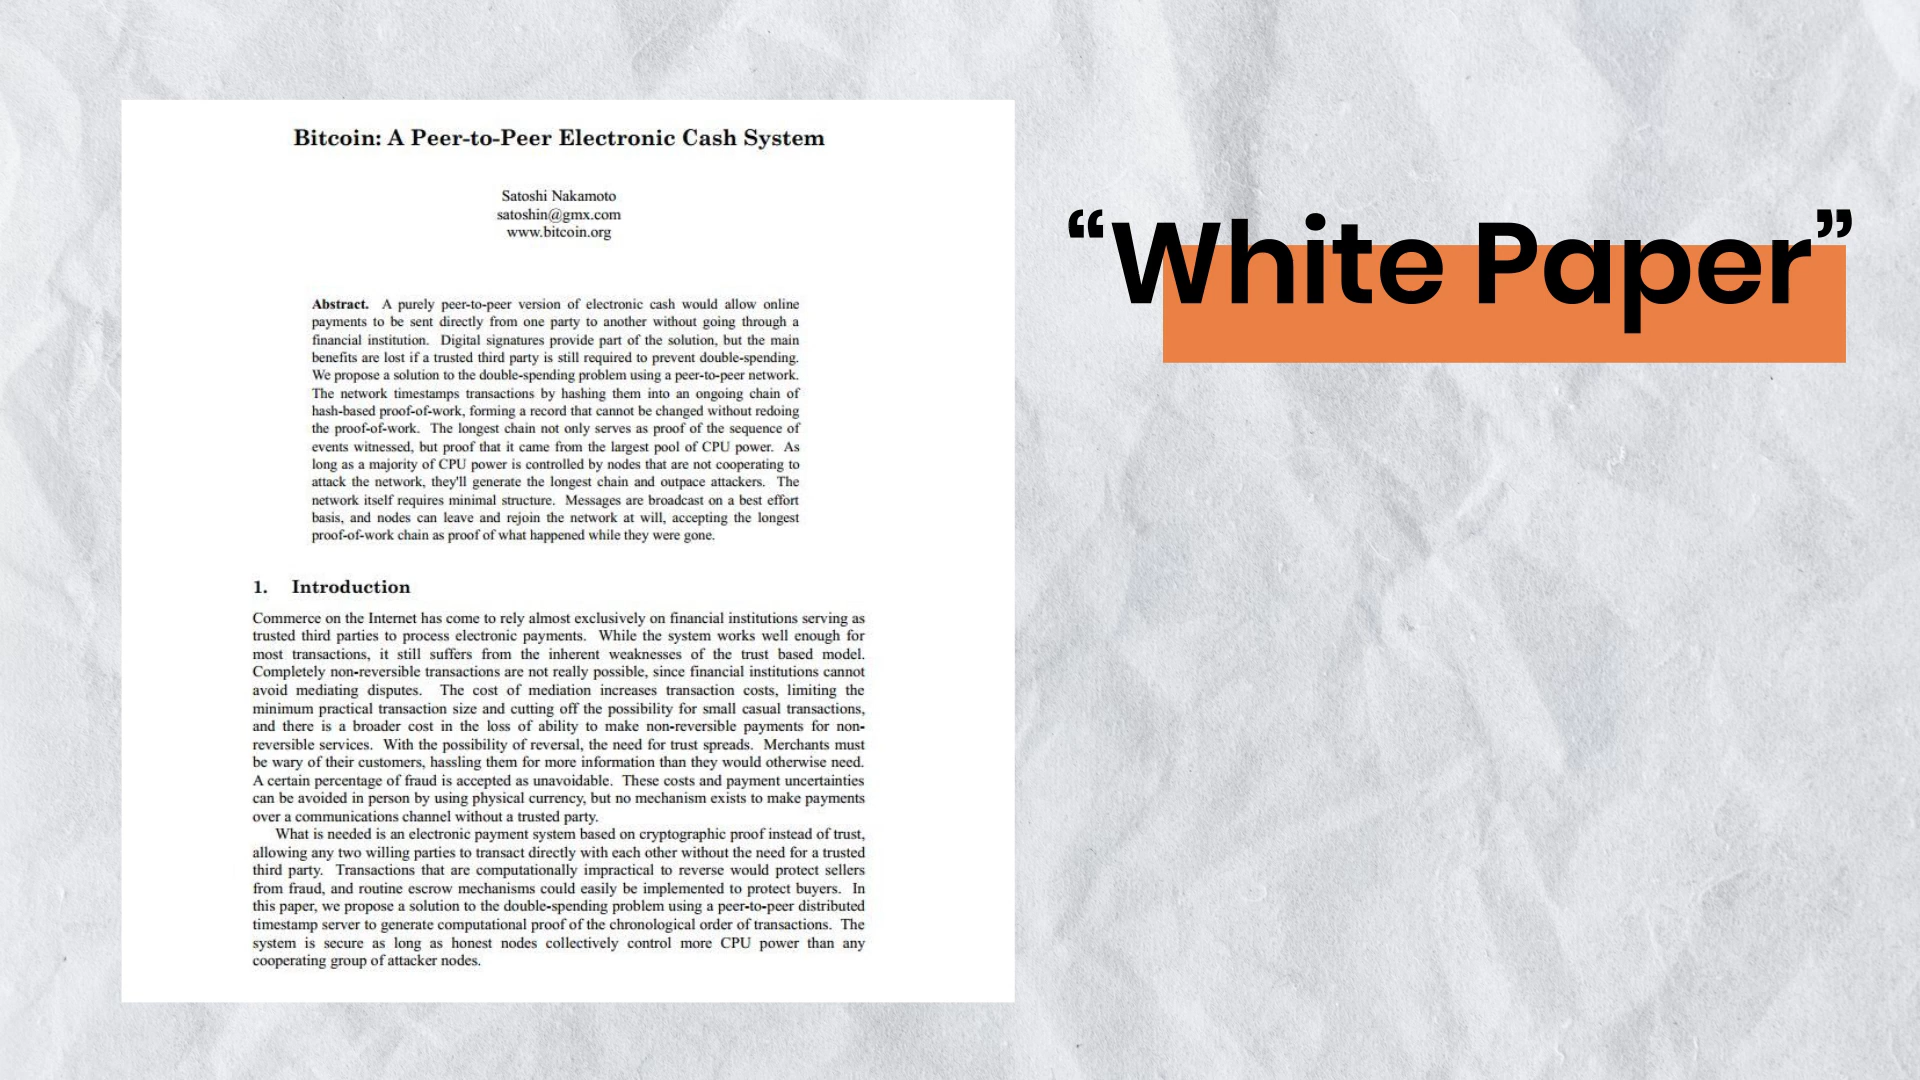 Bitcoin: A Peer-to-Peer Electronic Cash System
Satoshi Nakamoto
satoshin@gmx.com
www.bitcoin.org
Abstract. A purely peer-to-peer version of electronic cash would allow online
payments to be sent directly from one party to another without going through a
financial institution. Digital signatures provide part of the solution, but the main
benefits are lost if a trusted third party is still required to prevent double-spending.
We propose a solution to the double-spending problem using a peer-to-peer network.
The network timestamps transactions by hashing them into an ongoing chain of
hash-based proof-of-work, forming a record that cannot be changed without redoing
the proof-of-work. The longest chain not only serves as proof of the sequence of
events witnessed, but proof that it came from the largest pool of CPU power. As
long as a majority of CPU power is controlled by nodes that are not cooperating to
attack the network, they'll generate the longest chain and outpace attackers. The
network itself requires minimal structure. Messages are broadcast on a best effort
basis, and nodes can leave and rejoin the network at will, accepting the longest
proof-of-work chain as proof of what happened while they were gone.
1. Introduction
Commerce on the Internet has come to rely almost exclusively on financial institutions serving as
trusted third parties to process electronic payments. While the system works well enough for
most transactions, it still suffers from the inherent weaknesses of the trust based model.
Completely non-reversible transactions are not really possible, since financial institutions cannot
avoid mediating disputes. The cost of mediation increases transaction costs, limiting the
minimum practical transaction size and cutting off the possibility for small casual transactions,
and there is a broader cost in the loss of ability to make non-reversible payments for non-
reversible services. With the possibility of reversal, the need for trust spreads. Merchants must
be wary of their customers, hassling them for more information than they would otherwise need.
A certain percentage of fraud is accepted as unavoidable. These costs and payment uncertainties
can be avoided in person by using physical currency, but no mechanism exists to make payments
over a communications channel without a trusted party.
What is needed is an electronic payment system based on cryptographic proof instead of trust,
allowing any two willing parties to transact directly with each other without the need for a trusted
third party. Transactions that are computationally impractical to reverse would protect sellers
from fraud, and routine escrow mechanisms could easily be implemented to protect buyers. In
this paper, we propose a solution to the double-spending problem using a peer-to-peer distributed
timestamp server to generate computational proof of the chronological order of transactions. The
system is secure as long as honest nodes collectively control more CPU power than any
cooperating group of attacker nodes.
“White Paper”